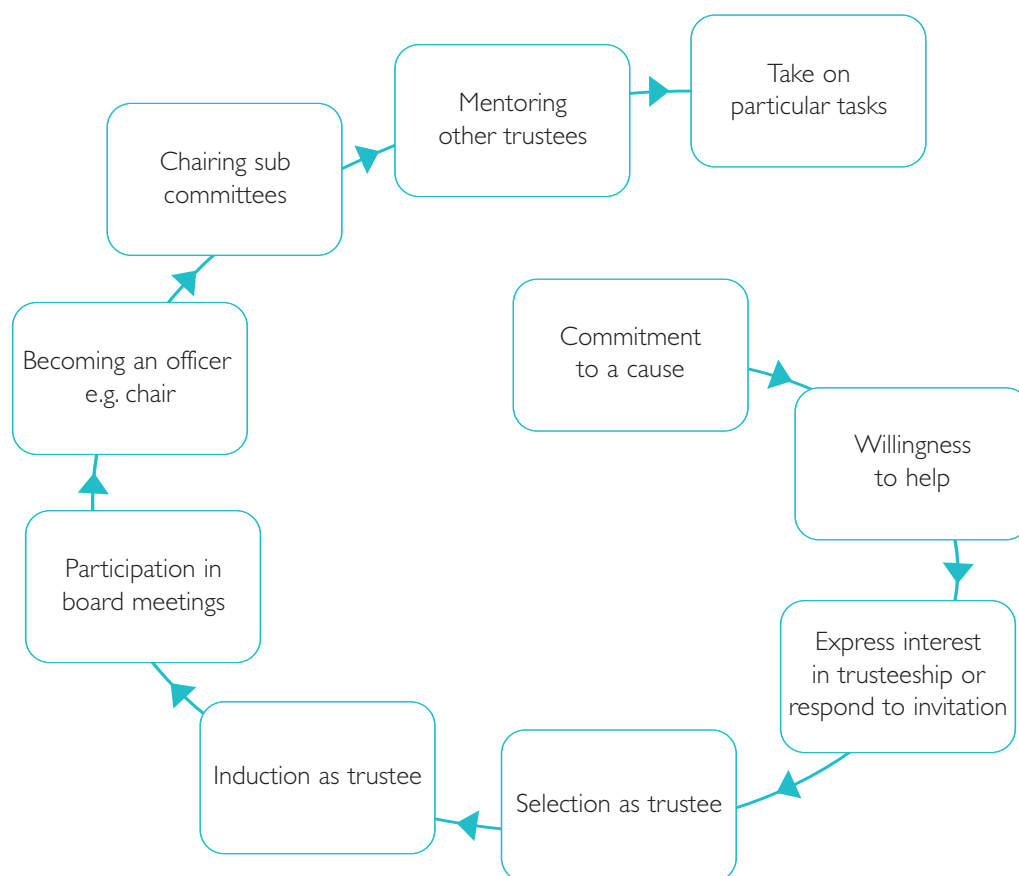 Commitment
to a cause
Willingness
to help
Express interest
in trusteeship or
respond to invitation
Selection as trustee
Induction as trustee
Participation in
board meetings
Becoming an officer
e.g. chair
Chairing sub
committees
Mentoring
other trustees
Take on
particular tasks